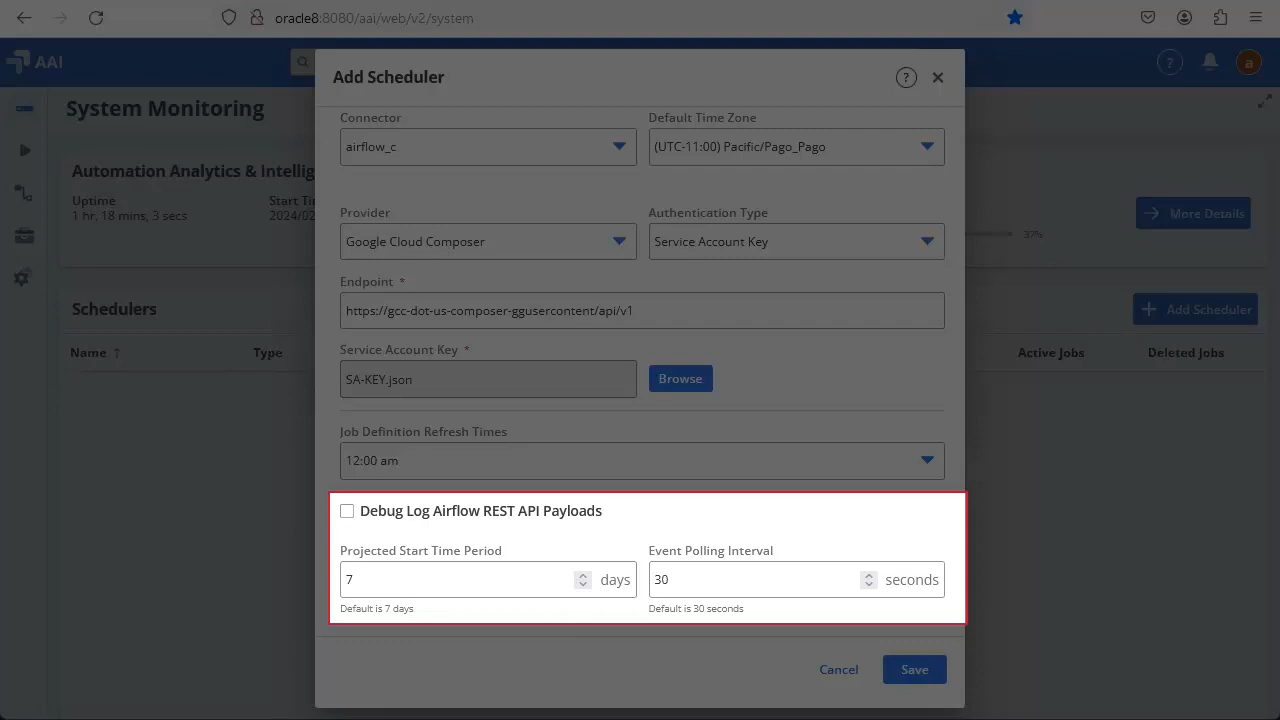 oracle8:8080/aai/web/v2/system
AAI
Add Scheduler
?
?
a
System Monitoring
Connector
Default Time Zone
airflow_c
(UTC-11:00) Pacific/Pago_Pago
Automation Analytics & Intellig
Uptime
Start Ti
1 hr, 18 mins, 3 secs
2024/02
More Details
37%
Provider
Authentication Type
Google Cloud Composer
Service Account Key
Endpoint *
https://gcc-dot-us-composer-ggusercontent/api/v1
Schedulers
Add Scheduler
Name ↑
Type
Active Jobs
Deleted Jobs
Service Account Key *
SA-KEY.json
Browse
Job Definition Refresh Times
12:00 am
Debug Log Airflow REST API Payloads
Projected Start Time Period
Event Polling Interval
7 days
30 seconds
Default is 7 days
Default is 30 seconds
Cancel
Save